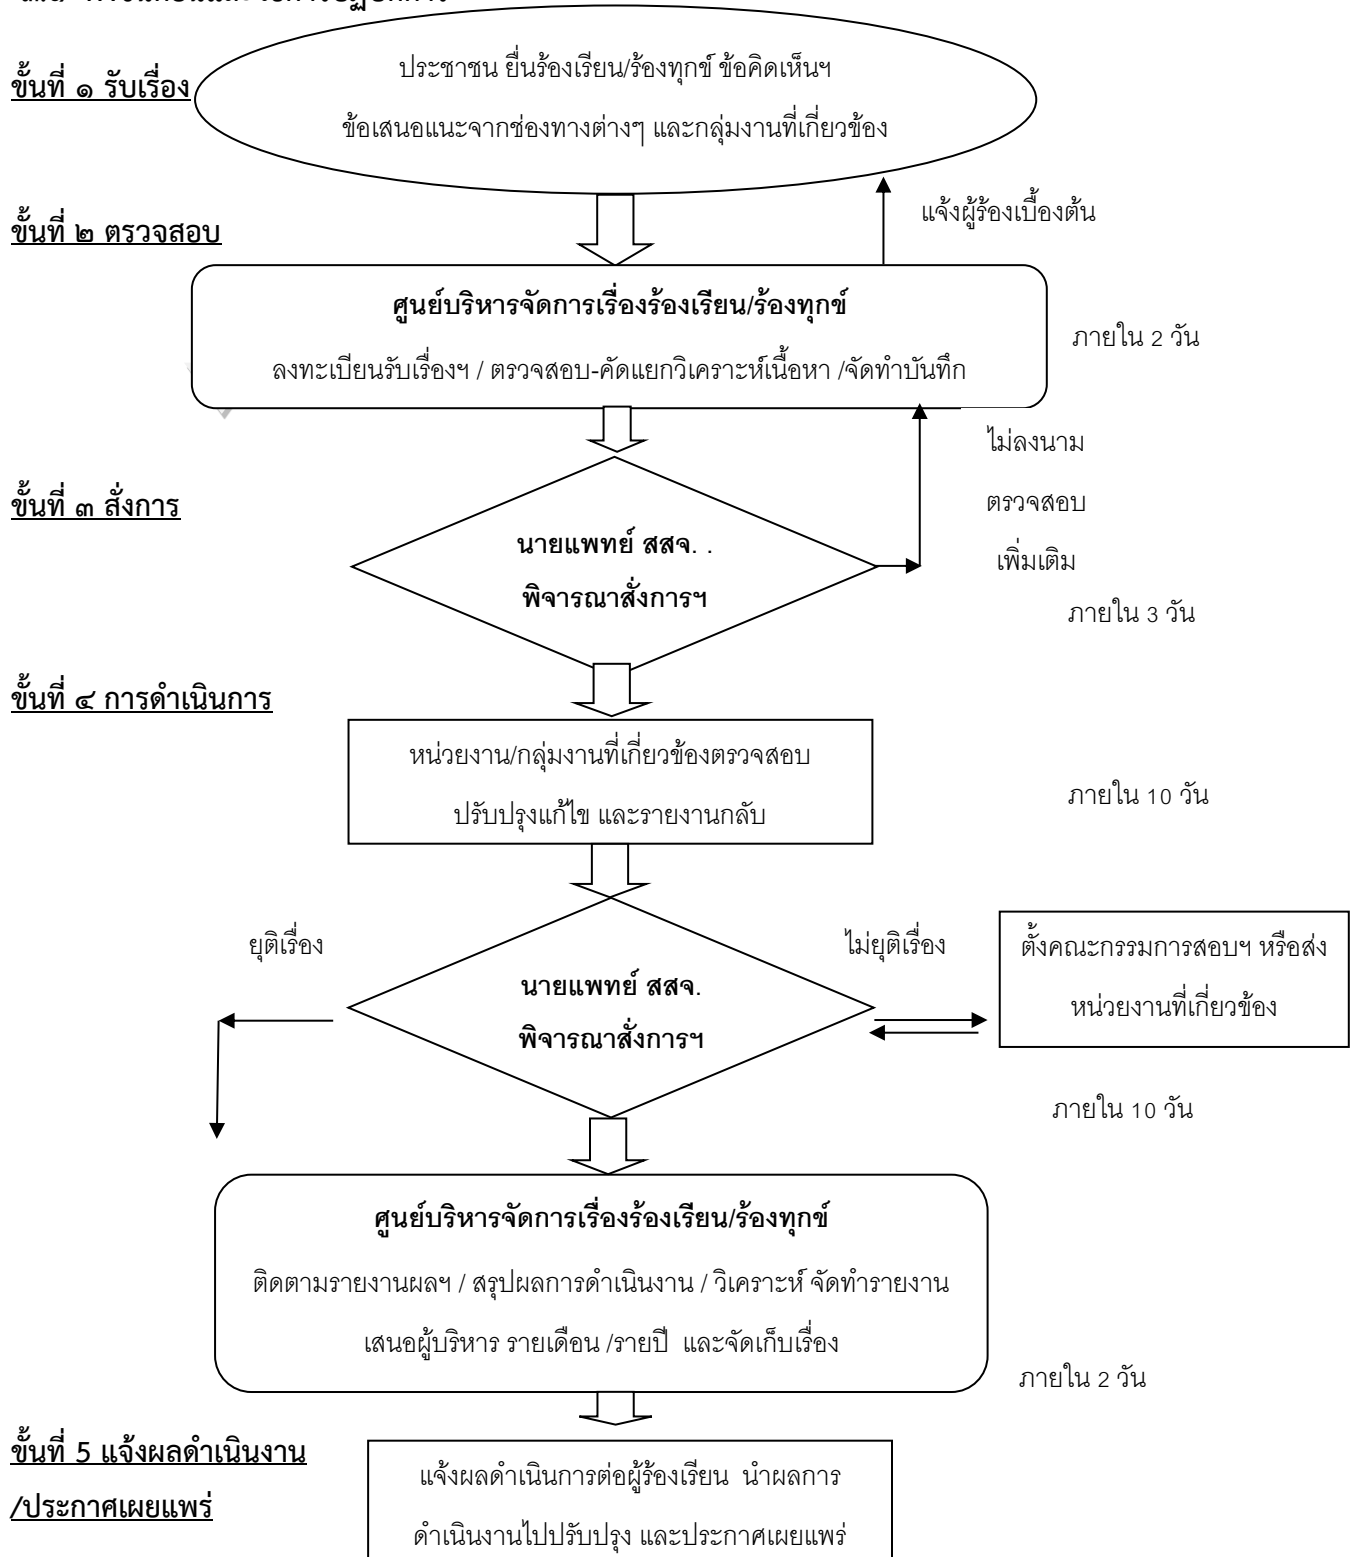 ขั้นที่ ๑ รับเรื่อง
ประชาชน ยื่นร้องเรียน/ร้องทุกข์ ข้อคิดเห็นฯ
ข้อเสนอแนะจากช่องทางต่างๆ และกลุ่มงานที่เกี่ยวข้อง
แจ้งผู้ร้องเบื้องต้น
ขั้นที่ ๒ ตรวจสอบ
ศูนย์บริหารจัดการเรื่องร้องเรียน/ร้องทุกข์
ลงทะเบียนรับเรื่องฯ / ตรวจสอบ-คัดแยกวิเคราะห์เนื้อหา /จัดทำบันทึก
ภายใน 2 วัน
ไม่ลงนาม
ตรวจสอบ
เพิ่มเติม
ขั้นที่ ๓ สั่งการ
นายแพทย์ สสจ. .
พิจารณาสั่งการฯ
ภายใน 3 วัน
ขั้นที่ ๔ การดำเนินการ
หน่วยงาน/กลุ่มงานที่เกี่ยวข้องตรวจสอบ
ปรับปรุงแก้ไข และรายงานกลับ
ภายใน 10 วัน
ยุติเรื่อง
ไม่ยุติเรื่อง
นายแพทย์ สสจ.
พิจารณาสั่งการฯ
ตั้งคณะกรรมการสอบฯ หรือส่ง
หน่วยงานที่เกี่ยวข้อง
ภายใน 10 วัน
ศูนย์บริหารจัดการเรื่องร้องเรียน/ร้องทุกข์
ติดตามรายงานผลฯ / สรุปผลการดำเนินงาน / วิเคราะห์ จัดทำรายงาน
เสนอผู้บริหาร รายเดือน /รายปี และจัดเก็บเรื่อง
ภายใน 2 วัน
ขั้นที่ 5 แจ้งผลดำเนินงาน
/ประกาศเผยแพร่
แจ้งผลดำเนินการต่อผู้ร้องเรียน นำผลการ
ดำเนินงานไปปรับปรุง และประกาศเผยแพร่